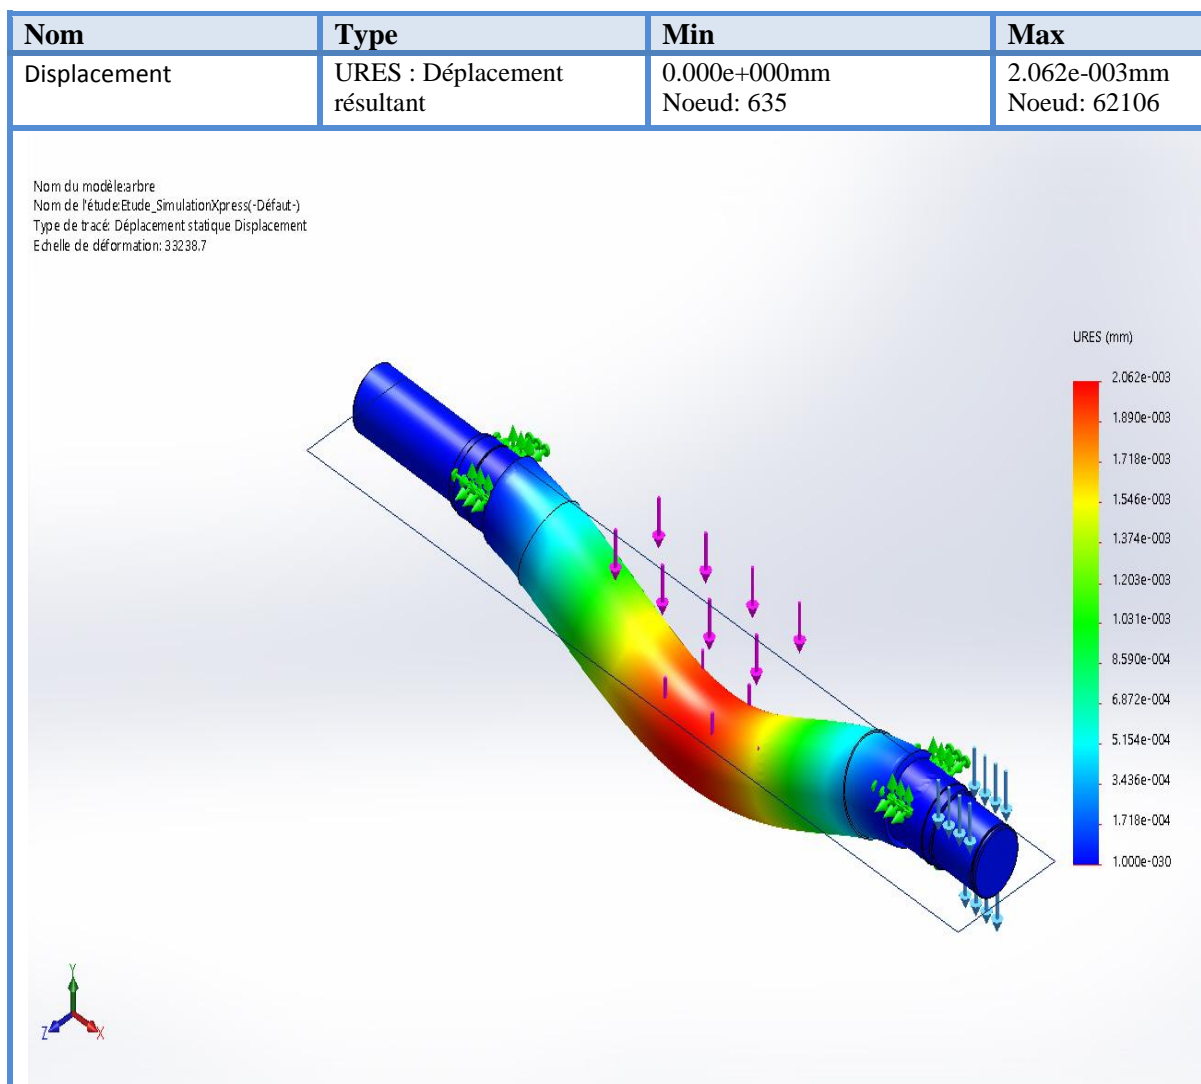 Nom Type Min Max
Displacement URES : Déplacement résultant 0.000e+000mm Noeud: 635 2.062e-003mm Noeud: 62106
Nom du modèle:arbre
Nom de l'étude:Etude_SimulationXpress(-Défaut-)
Type de tracé: Déplacement statique Displacement
Echelle de déformation: 33238.7
URES (mm)
2.062e-003
1.890e-003
1.718e-003
1.546e-003
1.374e-003
1.203e-003
1.031e-003
8.590e-004
6.872e-004
5.154e-004
3.436e-004
1.718e-004
1.000e-030
Y
Z
X